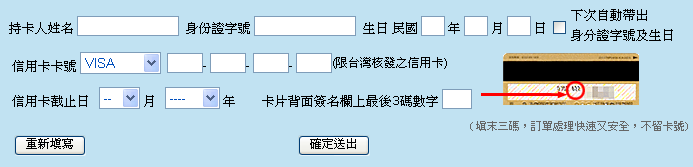 下次自動帶出
持卡人姓名 身份證字號 生日 民國 年 月 日 身分證字號及生日
信用卡卡號 VISA - - - (限台灣核發之信用卡)
信用卡截止日 -- 月 ---- 年 卡片背面簽名欄上最後3碼數字
(填末三碼，訂單處理快速又安全，不留卡號)
重新填寫 確定送出